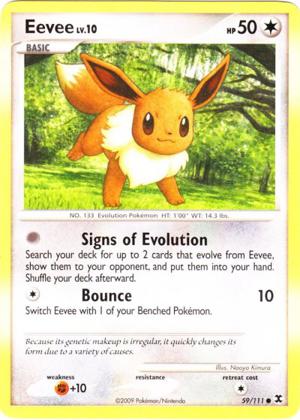 Eevee LV.10 HP 50
BASIC
NO. 133 Evolution Pokémon HT: 1'00" WT: 14.3 lbs.
Signs of Evolution
Search your deck for up to 2 cards that evolve from Eevee,
show them to your opponent, and put them into your hand.
Shuffle your deck afterward.
Bounce 10
Switch Eevee with 1 of your Benched Pokémon.
Because its genetic makeup is irregular, it quickly changes its
form due to a variety of causes.
Illus. Naoyo Kimura
weakness resistance retreat cost
+10
©2009 Pokémon/Nintendo 59/111